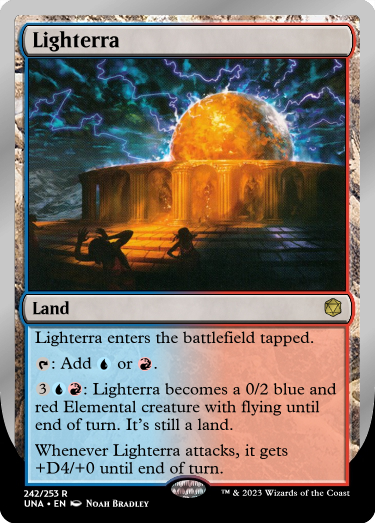 Lighterra
Land
Lighterra enters the battlefield tapped.
: Add or .
3 : Lighterra becomes a 0/2 blue and
red Elemental creature with flying until
end of turn. It's still a land.
Whenever Lighterra attacks, it gets
+D4/+0 until end of turn.
242/253 R
UNA • EN Noah Bradley
™ & 2023 Wizards of the Coast